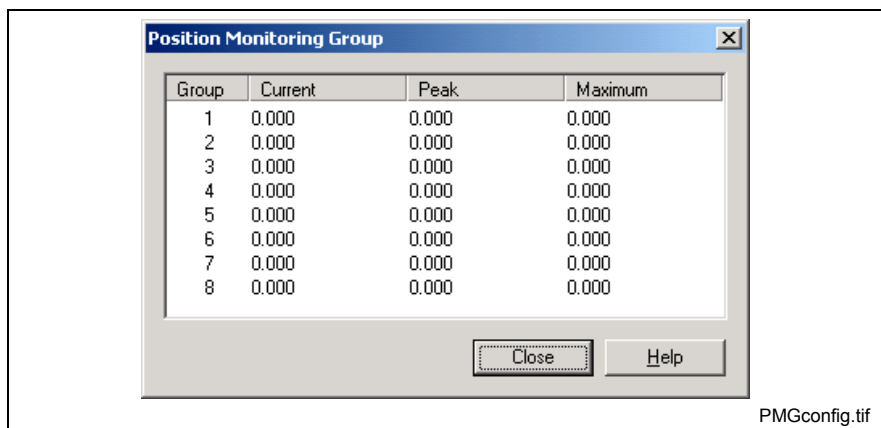 Position Monitoring Group
Group Current Peak Maximum
1 0.000 0.000 0.000
2 0.000 0.000 0.000
3 0.000 0.000 0.000
4 0.000 0.000 0.000
5 0.000 0.000 0.000
6 0.000 0.000 0.000
7 0.000 0.000 0.000
8 0.000 0.000 0.000
Close Help
PMGconfig.tif